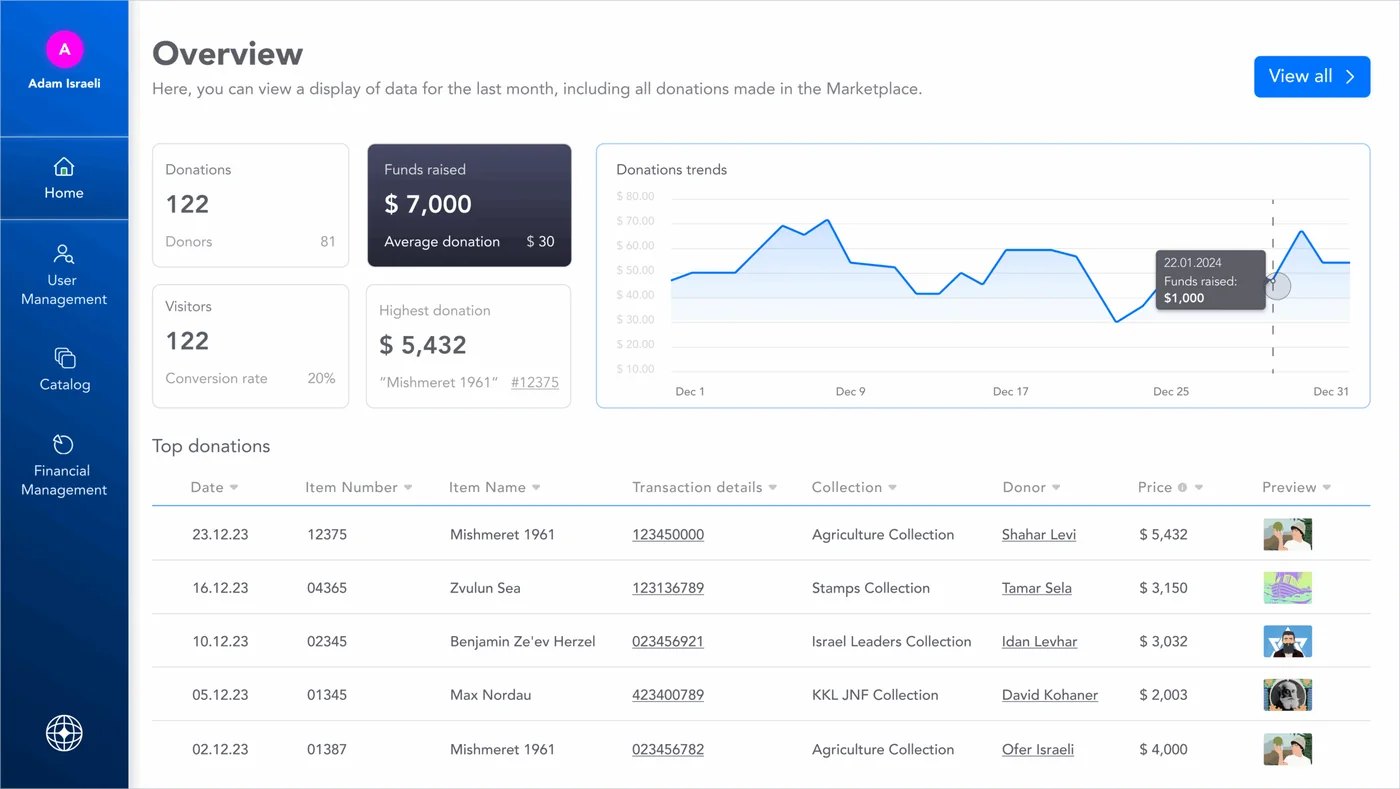 A
Adam Israeli
Home
User
Management
Catalog
Financial
Management
Overview
Here, you can view a display of data for the last month, including all donations made in the Marketplace.
View all
Donations
122
Donors 81
Funds raised
$ 7,000
Average donation $ 30
Visitors
122
Conversion rate 20%
Highest donation
$ 5,432
“Mishmeret 1961” #12375
Donations trends
$ 80.00
$ 70.00
$ 60.00
$ 50.00
$ 40.00
$ 30.00
$ 20.00
$ 10.00
22.01.2024
Funds raised:
$1,000
Dec 1 Dec 9 Dec 17 Dec 25 Dec 31
Top donations
Date Item Number Item Name Transaction details Collection Donor Price Preview
23.12.23 12375 Mishmeret 1961 123450000 Agriculture Collection Shahar Levi $ 5,432
16.12.23 04365 Zvulun Sea 123136789 Stamps Collection Tamar Sela $ 3,150
10.12.23 02345 Benjamin Ze'ev Herzel 023456921 Israel Leaders Collection Idan Levhar $ 3,032
05.12.23 01345 Max Nordau 423400789 KKL JNF Collection David Kohaner $ 2,003
02.12.23 01387 Mishmeret 1961 023456782 Agriculture Collection Ofer Israeli $ 4,000